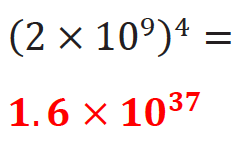 (2 × 10⁹)⁴ =
1.6 × 10³⁷